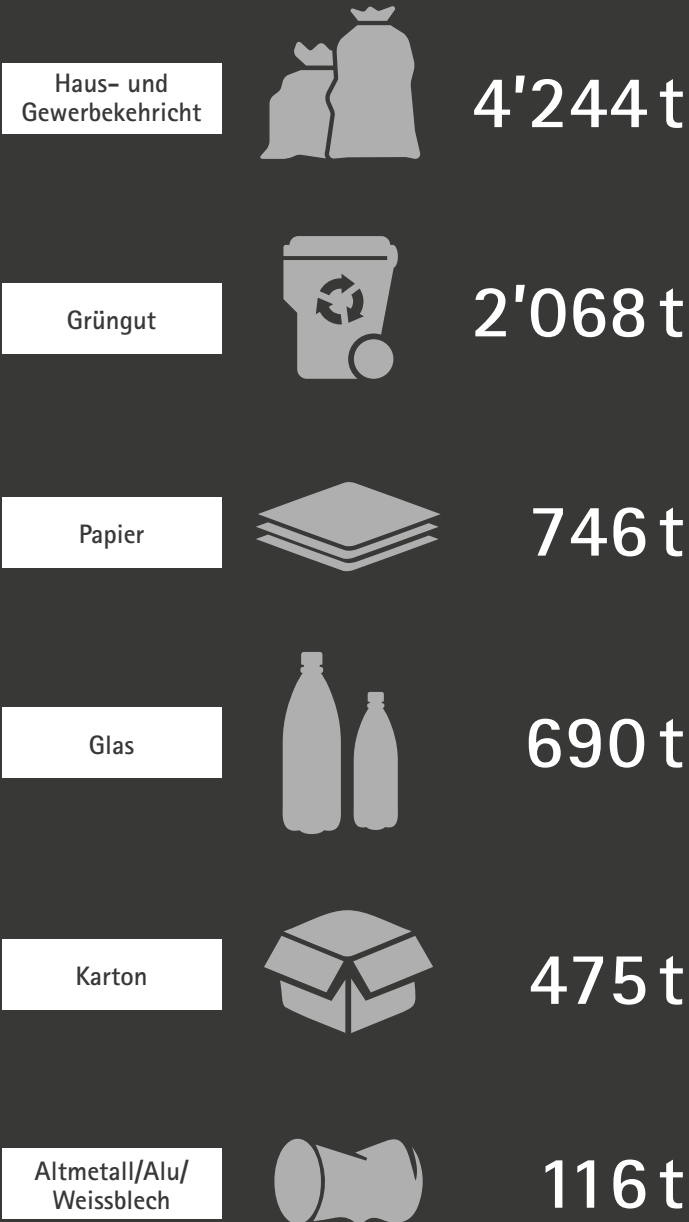 Haus- und
Gewerbekehricht
4'244 t
Grüngut
2'068 t
Papier
746 t
Glas
690 t
Karton
475 t
Altmetall/Alu/
Weissblech
116 t